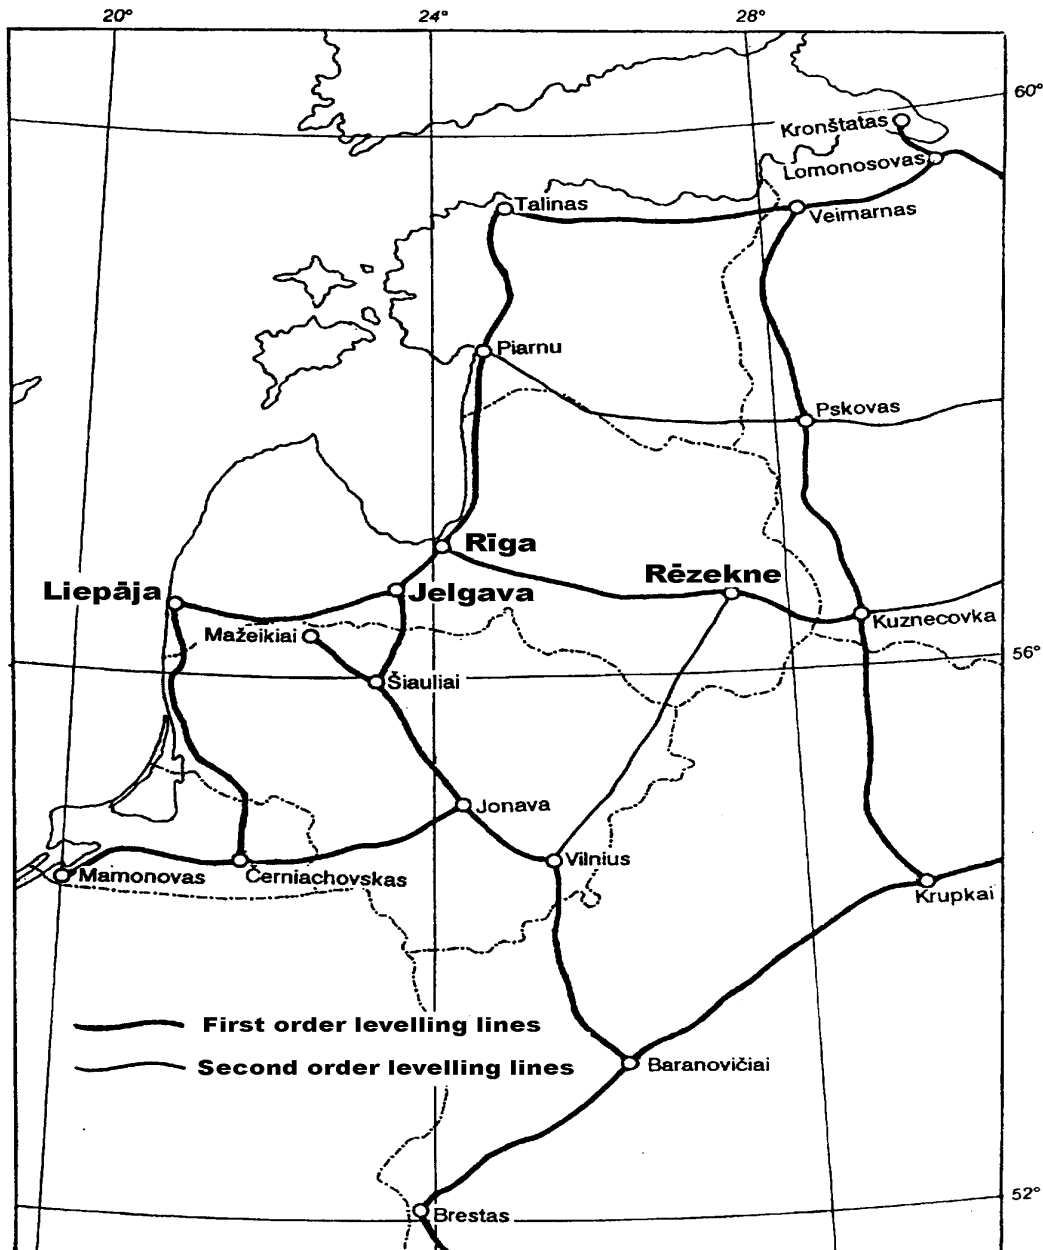 20°
24°
28°
60°
Kronštatas
Lomonosovas
Talinas
Veimarnas
Piarnu
Pskovas
Rīga
Rēzekne
Liepāja
Jelgava
Kuznecovka
Mažeikiai
56°
Šiauliai
Jonava
Vilnius
Mamonovas
Černiachovskas
Krupkai
First order levelling lines
Second order levelling lines
Baranovičiai
52°
Brestas